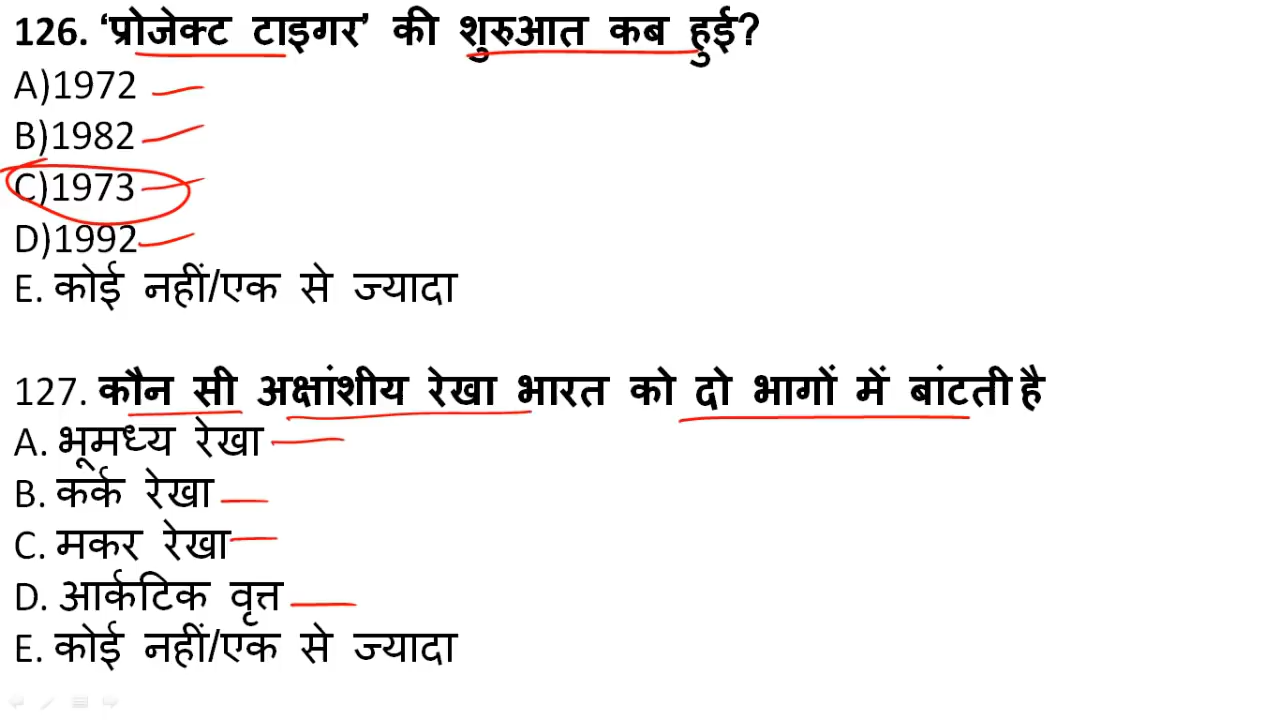 126. ‘प्रोजेक्ट टाइगर’ की शुरुआत कब हुई?
A)1972
B)1982
C)1973
D)1992
E. कोई नहीं/एक से ज्यादा
127. कौन सी अक्षांशीय रेखा भारत को दो भागों में बांटती है
A. भूमध्य रेखा
B. कर्क रेखा
C. मकर रेखा
D. आर्कटिक वृत्त
E. कोई नहीं/एक से ज्यादा